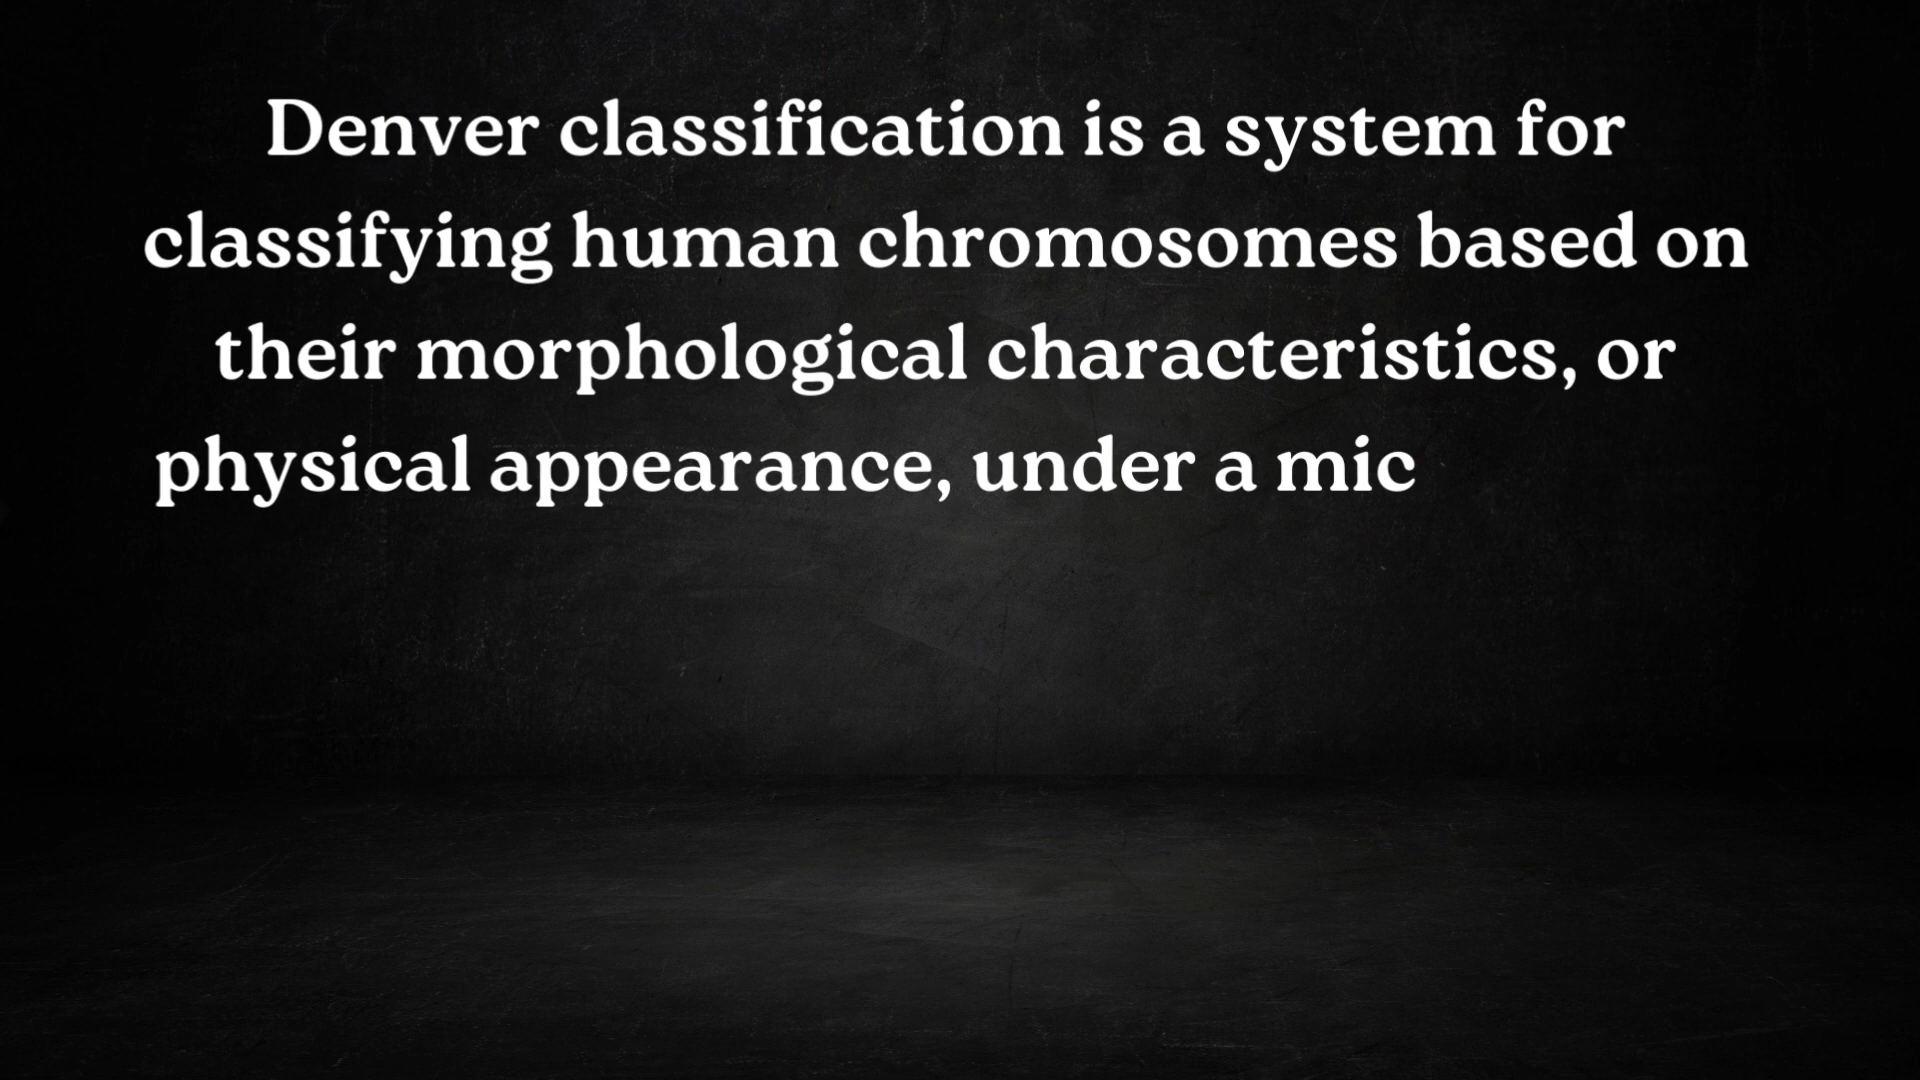 Denver classification is a system for
classifying human chromosomes based on
their morphological characteristics, or
physical appearance, under a mic